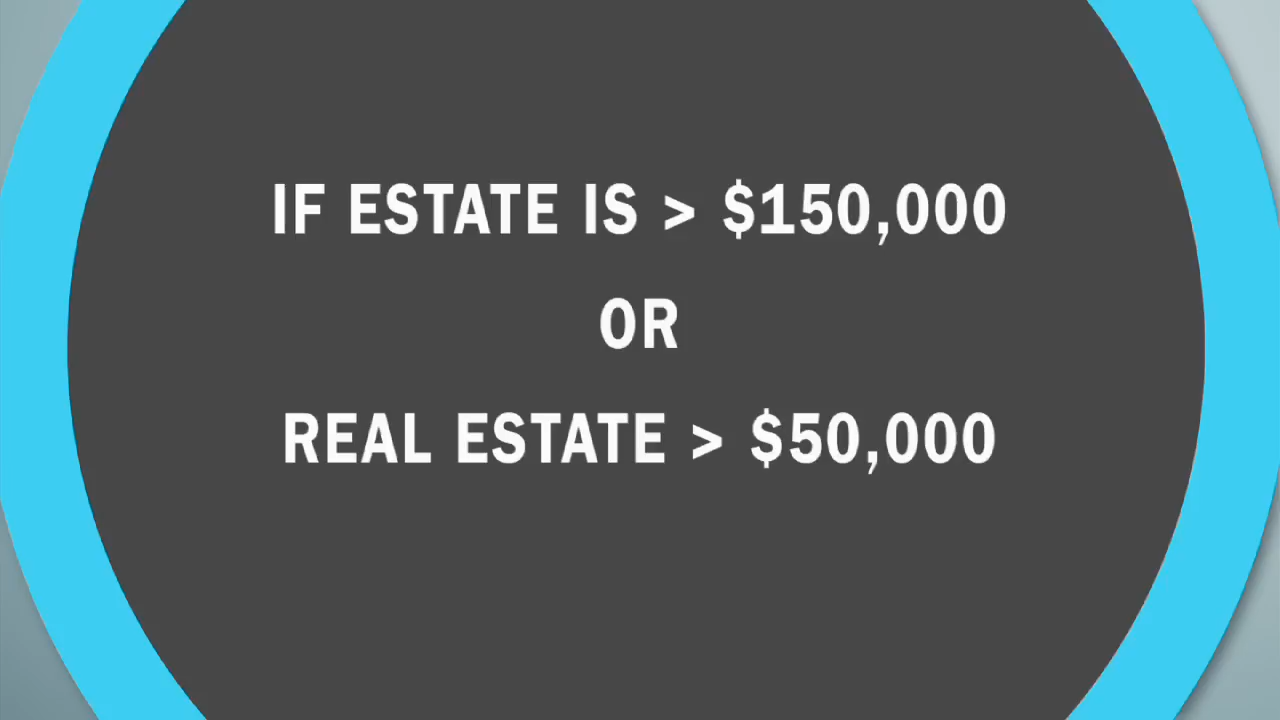 IF ESTATE IS > $150,000
OR
REAL ESTATE > $50,000